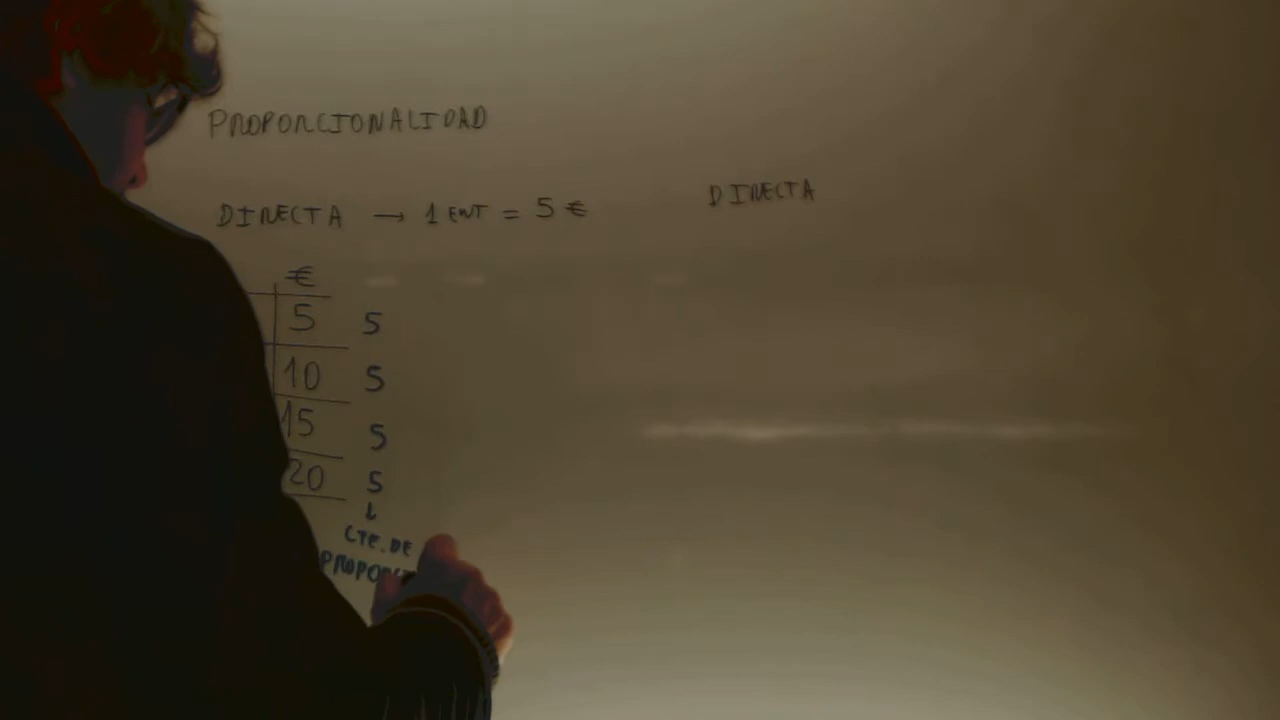 PROPORCIONALIDAD
DIRECTA → 1 ENT = 5 €
DIRECTA
€
5 5
10 5
15 5
20 5
↓
CTE. DE